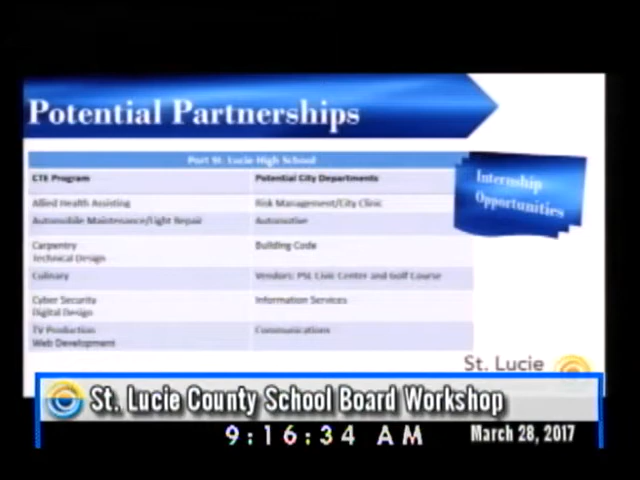 Potential Partnerships
Port St. Lucie High School
CTE Program Potential City Departments
Allied Health Assisting Risk Management/City Clinic
Automobile Maintenance/Light Repair Automotive
Carpentry Building Code
Technical Design
Culinary Vendors: PSL Civic Center and Golf Course
Cyber Security Information Services
Digital Design
TV Production Communications
Web Development
Internship
Opportunities
St. Lucie
St. Lucie County School Board Workshop
9:16:34 AM March 28, 2017